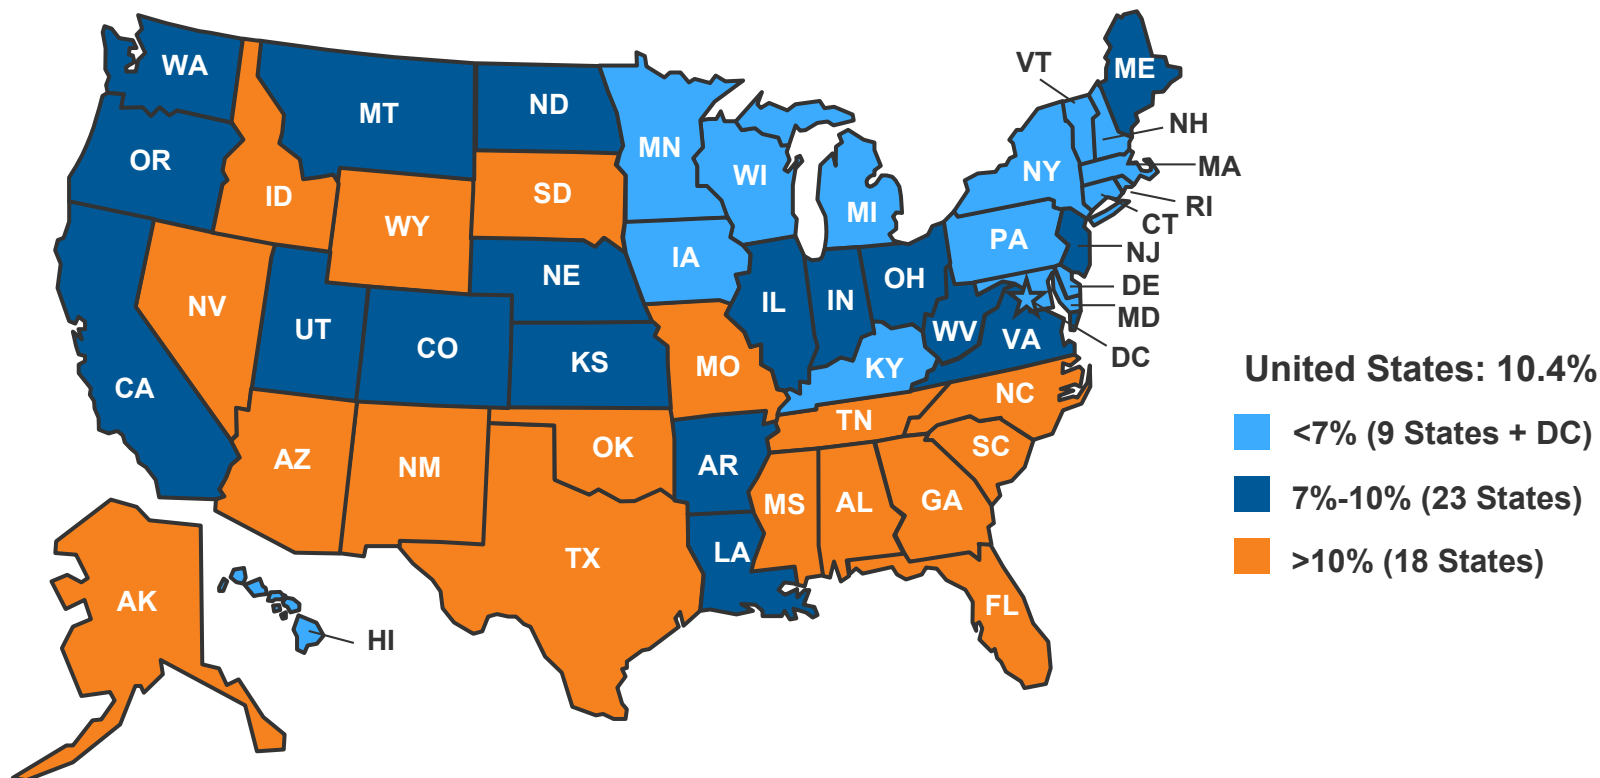 WA
MT
ND
MN
VT
ME
NH
OR
ID
WY
SD
WI
MI
NY
MA
RI
CT
NJ
PA
IA
NE
NV
UT
CO
KS
IL
IN
OH
WV
VA
DE
MD
DC
CA
MO
KY
TN
NC
AZ
NM
OK
AR
SC
MS
AL
GA
TX
LA
FL
AK
HI
United States: 10.4%
<7% (9 States + DC)
7%-10% (23 States)
>10% (18 States)